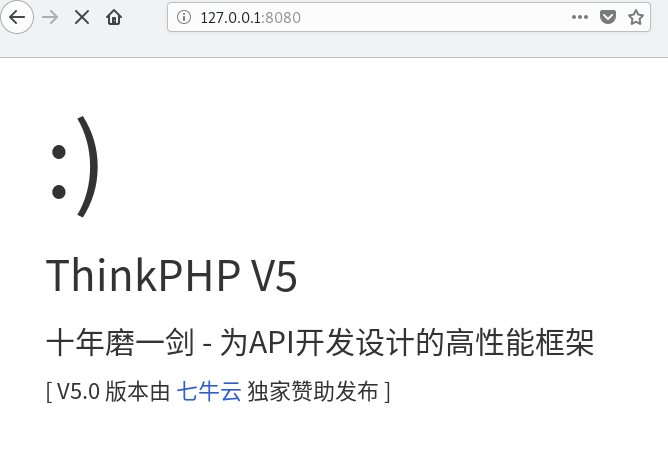 127.0.0.1:8080
:)
ThinkPHP V5
十年磨一剑 - 为API开发设计的高性能框架
[ V5.0 版本由 七牛云 独家赞助发布 ]